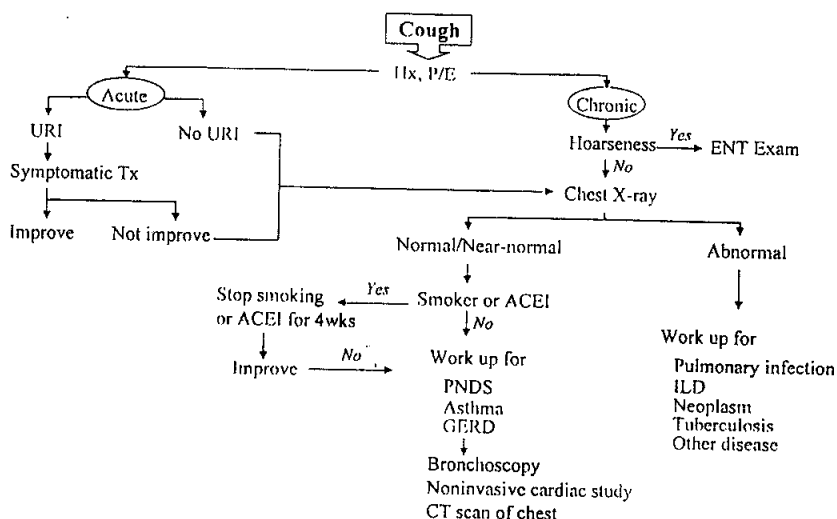 Cough
Hx, P/E
Acute
Chronic
URI
No URI
Hoarseness
Yes
ENT Exam
No
Symptomatic Tx
Chest X-ray
Improve
Not improve
Normal/Near-normal
Abnormal
Stop smoking
or ACEI for 4wks
Yes
Smoker or ACEI
No
Improve
No
Work up for
PNDS
Asthma
GERD
Work up for
Pulmonary infection
ILD
Neoplasm
Tuberculosis
Other disease
Bronchoscopy
Noninvasive cardiac study
CT scan of chest